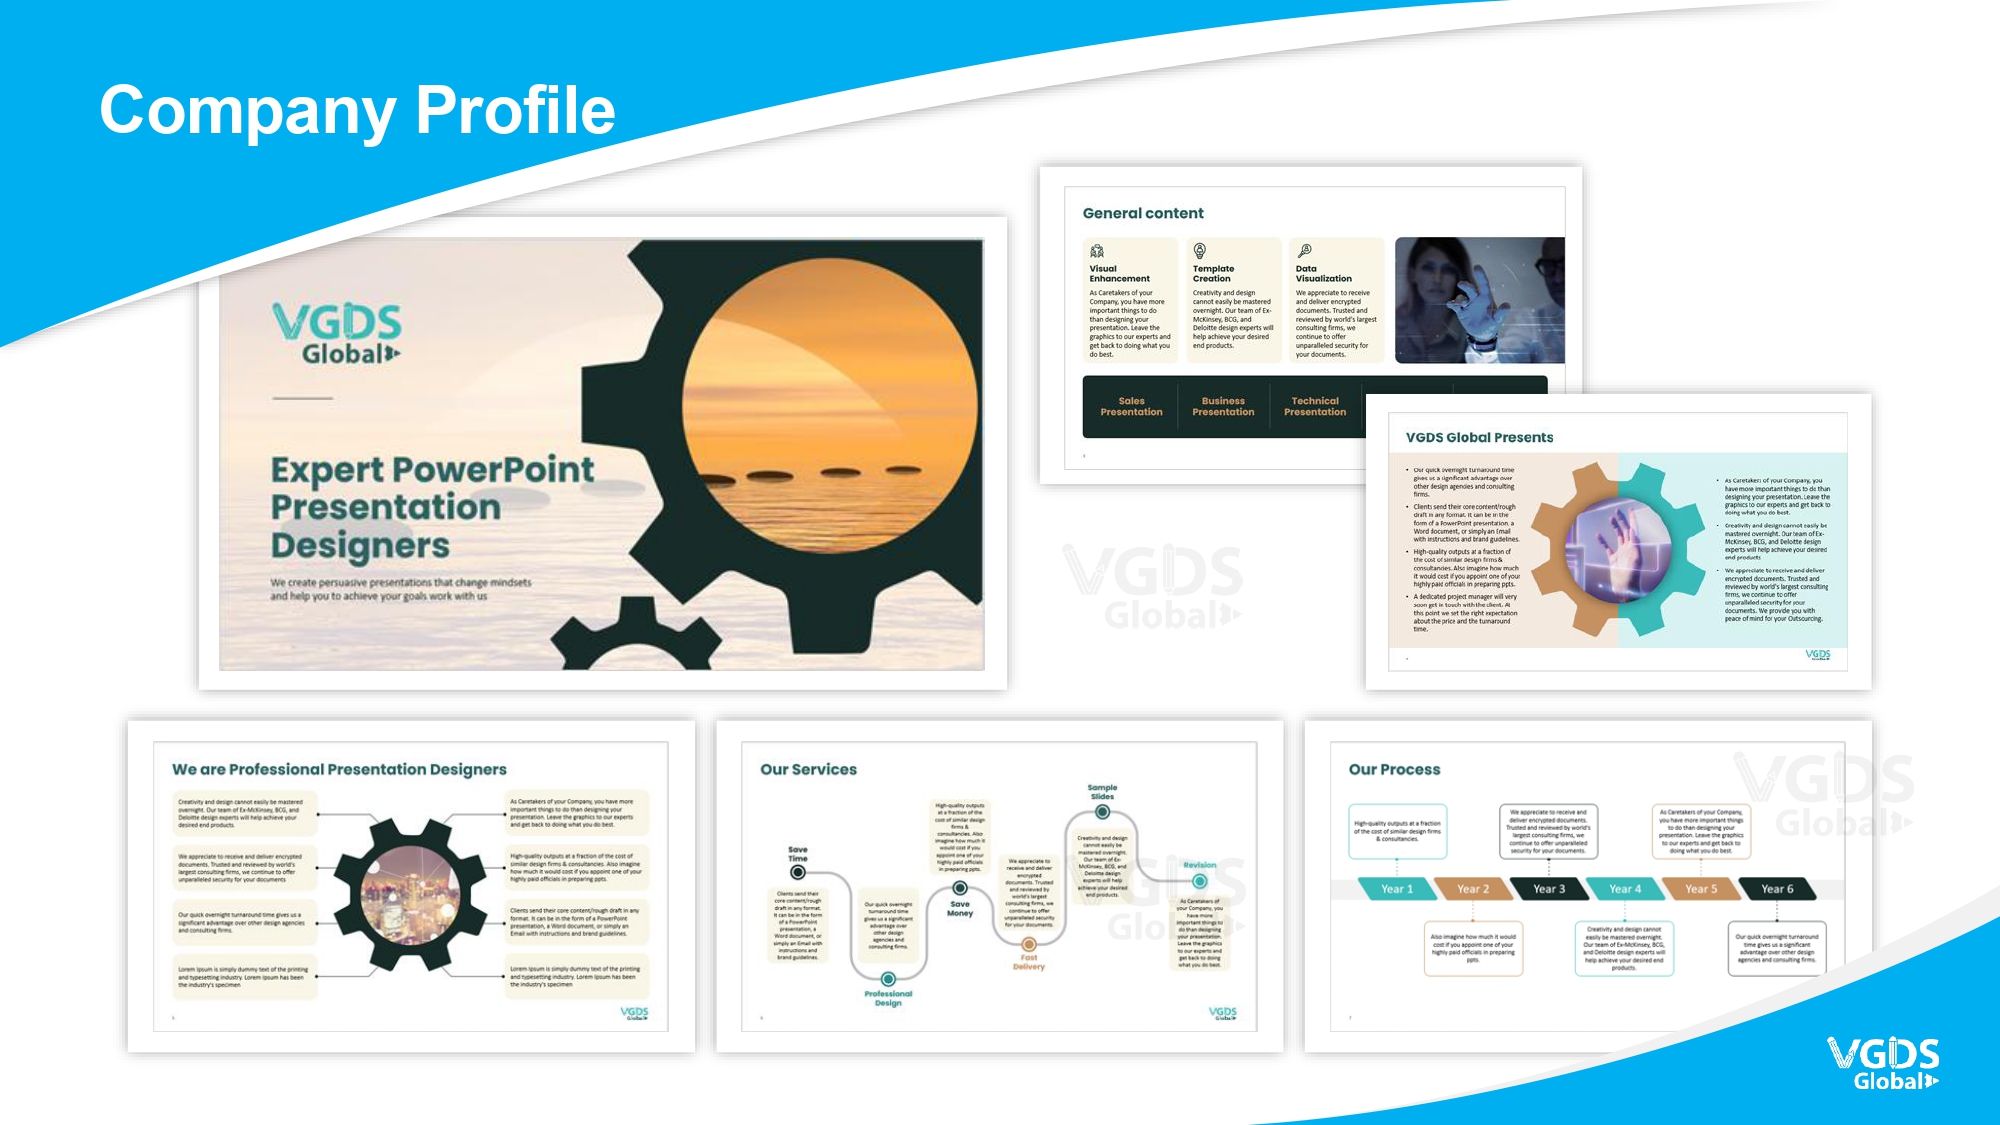 Company Profile
VGDS
Global
Expert PowerPoint
Presentation
Designers
We create persuasive presentations that change mindsets
and help you to achieve your goals work with us
General content
Visual
Enhancement
As Caretakers of your
Company, you have more
important things to do
than designing your
presentation. Leave the
graphics to our experts and
get back to doing what you
do best.
Template
Creation
Creativity and design
cannot easily be mastered
overnight. Our team of Ex-
McKinsey, BCG, and
Deloitte design experts will
help achieve your desired
end products.
Data
Visualization
We appreciate to receive
and deliver encrypted
documents. Trusted and
reviewed by world's largest
consulting firms, we
continue to offer
unparalleled security for
your documents.
Sales
Presentation
Business
Presentation
Technical
Presentation
VGDS Global Presents
• Our quick overnight turnaround time
gives us a significant advantage over
other design agencies and consulting
firms.
• Clients send their core content/rough
draft in any format. It can be in the
form of a PowerPoint presentation, a
Word document, or simply an Email
with instructions and brand guidelines.
• High-quality outputs at a fraction of
the cost of similar design firms &
consultancies. Also imagine how much
it would cost if you appoint one of your
highly paid officials in preparing ppts.
• A dedicated project manager will very
soon get in touch with the client. At
this point we set the right expectation
about the price and the turnaround
time.
• As Caretakers of your Company, you
have more important things to do than
designing your presentation. Leave the
graphics to our experts and get back to
doing what you do best.
• Creativity and design cannot easily be
mastered overnight. Our team of Ex-
McKinsey, BCG, and Deloitte design
experts will help achieve your desired
end products
• We appreciate to receive and deliver
encrypted documents. Trusted and
reviewed by world's largest consulting
firms, we continue to offer
unparalleled security for your
documents. We provide you with
peace of mind for your Outsourcing.
VGDS
VGDS
Global
We are Professional Presentation Designers
Creativity and design cannot easily be mastered
overnight. Our team of Ex-McKinsey, BCG, and
Deloitte design experts will help achieve your
desired end products.
We appreciate to receive and deliver encrypted
documents. Trusted and reviewed by world's
largest consulting firms, we continue to offer
unparalleled security for your documents
Our quick overnight turnaround time gives us a
significant advantage over other design agencies
and consulting firms.
Lorem Ipsum is simply dummy text of the printing
and typesetting industry. Lorem Ipsum has been
the industry's specimen
As Caretakers of your Company, you have more
important things to do than designing your
presentation. Leave the graphics to our experts
and get back to doing what you do best.
High-quality outputs at a fraction of the cost of
similar design firms & consultancies. Also imagine
how much it would cost if you appoint one of your
highly paid officials in preparing ppts.
Clients send their core content/rough draft in any
format. It can be in the form of a PowerPoint
presentation, a Word document, or simply an
Email with instructions and brand guidelines.
Lorem Ipsum is simply dummy text of the printing
and typesetting industry. Lorem Ipsum has been
the industry's specimen
VGDS
Global
Our Services
Save
Time
Clients send their
core content/rough
draft in any format.
It can be in the form
of a PowerPoint
presentation, a
Word document, or
simply an Email with
instructions and
brand guidelines.
Our quick overnight
turnaround time
gives us a significant
advantage over
other design
agencies and
consulting firms.
Professional
Design
High-quality outputs
at a fraction of the
cost of similar design
firms &
consultancies. Also
imagine how much it
would cost if you
appoint one of your
highly paid officials
in preparing ppts.
Save
Money
We appreciate to
receive and deliver
encrypted
documents. Trusted
and reviewed by
world's largest
consulting firms, we
continue to offer
unparalleled security
for your documents.
Fast
Delivery
Sample
Slides
Creativity and design
cannot easily be
mastered overnight.
Our team of Ex-
McKinsey, BCG, and
Deloitte design
experts will help
achieve your desired
end products.
Revision
As Caretakers of
your Company, you
have more
important things to
do than designing
your presentation.
Leave the graphics
to our experts and
get back to doing
what you do best.
VGDS
Global
VGDS
Global
Our Process
High-quality outputs at a fraction
of the cost of similar design firms
& consultancies.
We appreciate to receive and
deliver encrypted documents.
Trusted and reviewed by world's
largest consulting firms, we
continue to offer unparalleled
security for your documents.
As Caretakers of your Company,
you have more important things
to do than designing your
presentation. Leave the graphics
to our experts and get back to
doing what you do best.
Year 1
Year 2
Year 3
Year 4
Year 5
Year 6
Also imagine how much it would
cost if you appoint one of your
highly paid officials in preparing
ppts.
Creativity and design cannot
easily be mastered overnight.
Our team of Ex-McKinsey, BCG,
and Deloitte design experts will
help achieve your desired end
products.
Our quick overnight turnaround
time gives us a significant
advantage over other design
agencies and consulting firms.
VGDS
Global
VGDS
Global